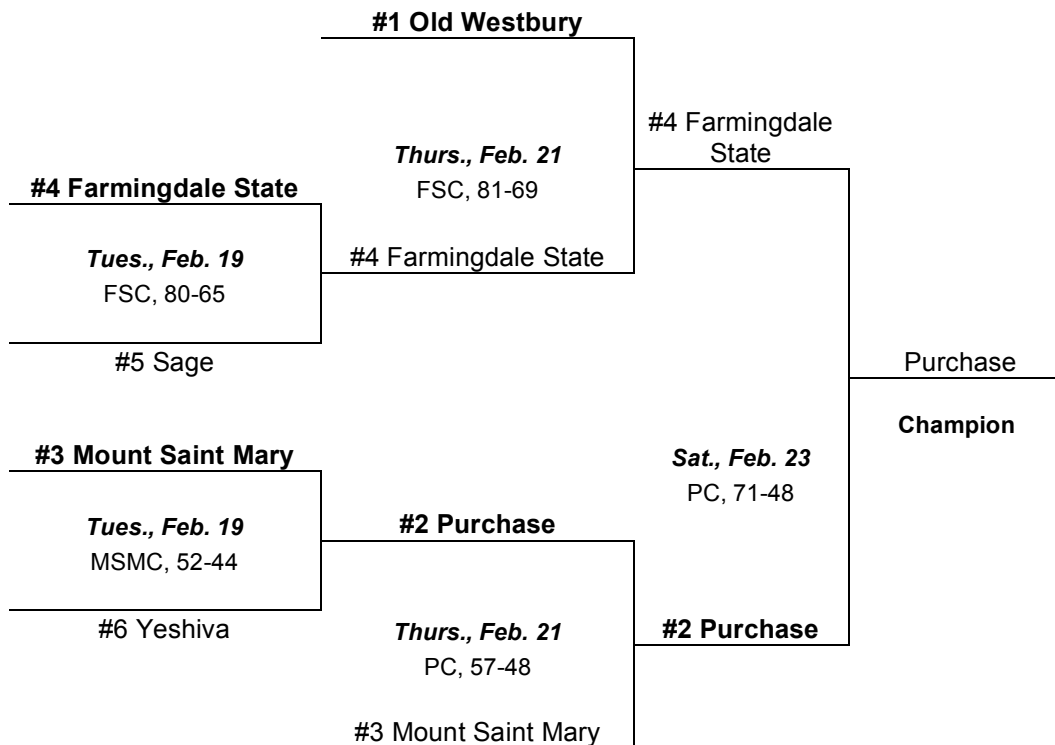 #1 Old Westbury
#4 Farmingdale
State
Thurs., Feb. 21
FSC, 81-69
#4 Farmingdale State
Tues., Feb. 19
FSC, 80-65
#4 Farmingdale State
#5 Sage
Purchase
Champion
#3 Mount Saint Mary
Sat., Feb. 23
PC, 71-48
Tues., Feb. 19
MSMC, 52-44
#2 Purchase
#6 Yeshiva
Thurs., Feb. 21
PC, 57-48
#2 Purchase
#3 Mount Saint Mary